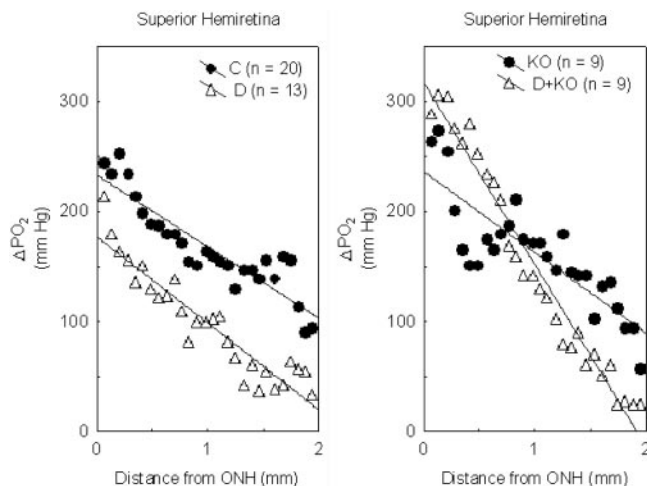 Superior Hemiretina
C (n = 20)
D (n = 13)
300
200
100
0
ΔPO2
(mm Hg)
0
1
2
Distance from ONH (mm)
Superior Hemiretina
KO (n = 9)
D+KO (n = 9)
300
200
100
0
ΔPO2
(mm Hg)
0
1
2
Distance from ONH (mm)